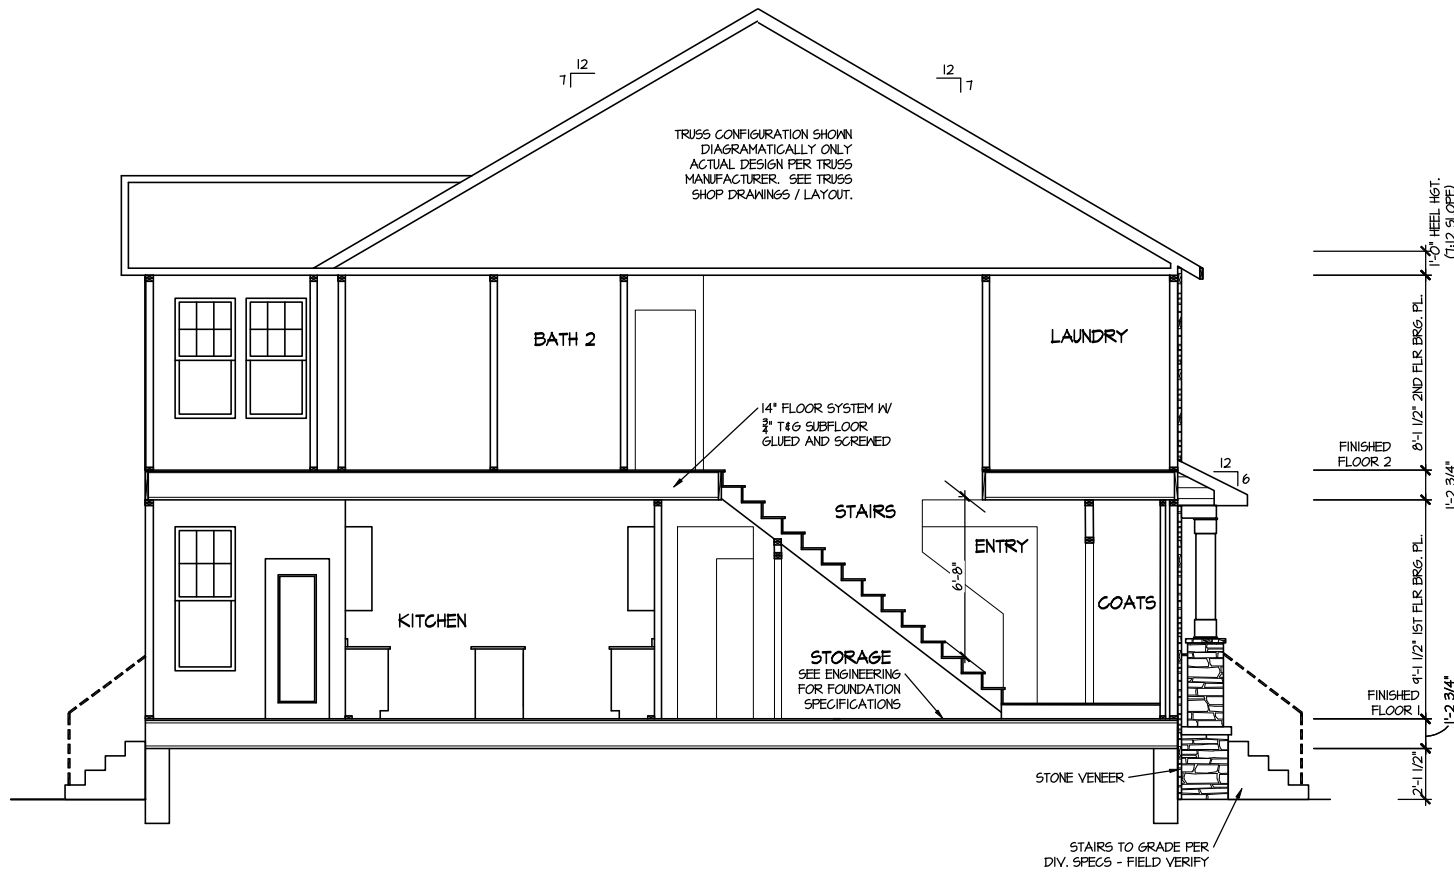 12
7
12
7
TRUSS CONFIGURATION SHOWN
DIAGRAMATICALLY ONLY
ACTUAL DESIGN PER TRUSS
MANUFACTURER. SEE TRUSS
SHOP DRAWINGS / LAYOUT.
1'-0" HEEL HGT.
(7:12 SLOPE)
BATH 2
LAUNDRY
8'-1 1/2" 2ND FLR BRG. PL.
14" FLOOR SYSTEM W/
3/4" T&G SUBFLOOR
GLUED AND SCREWED
FINISHED
FLOOR 2
12
6
1'-2 3/4"
STAIRS
ENTRY
6'-8"
COATS
KITCHEN
9'-1 1/2" 1ST FLR BRG. PL.
STORAGE
SEE ENGINEERING
FOR FOUNDATION
SPECIFICATIONS
FINISHED
FLOOR 1
1'-2 3/4"
STONE VENEER
2'-1 1/2"
STAIRS TO GRADE PER
DIV. SPECS - FIELD VERIFY